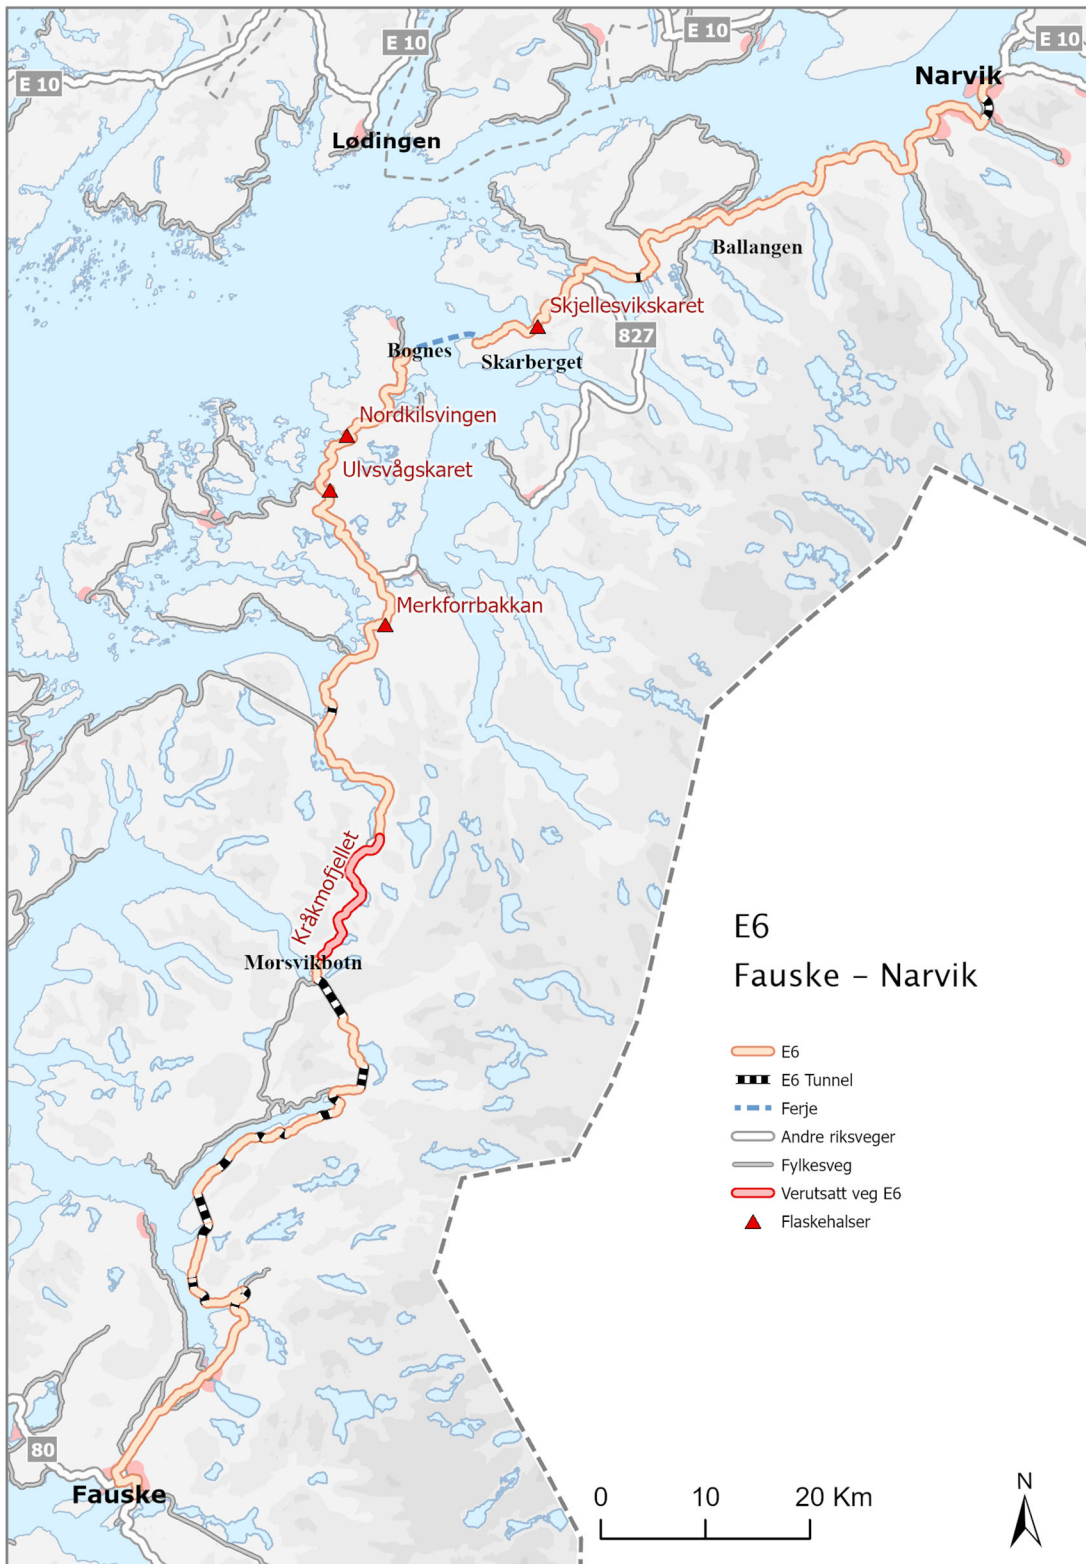 E 10
E 10
E 10
E 10
Narvik
Lødingen
Ballangen
Skjellesvikskaret
827
Bognes
Skarberget
Nordkilsvingen
Ulvsvågskaret
Merkforrbakkan
Kråkmofjellet
Mørsvikbotn
E6
Fauske – Narvik
E6
E6 Tunnel
Ferje
Andre riksveger
Fylkesveg
Verutsatt veg E6
Flaskehalser
80
Fauske
0 10 20 Km
N